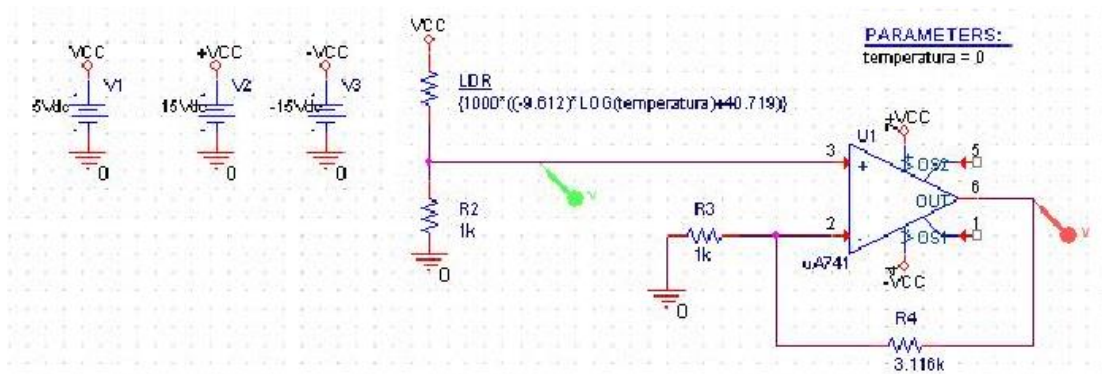 VCC
V1
5Vdc
0
+VCC
V2
15Vdc
0
-VCC
V3
-15Vdc
0
VCC
LDR
{1000*((-9.612)*LOG(temperatura)+40.719)}
R2
1k
0
V
PARAMETERS:
temperatura = 0
R3
1k
0
U1
+VCC
3
+
2
-
uA741
5
OS2
6
OUT
1
OS1
-VCC
V
R4
3.116k